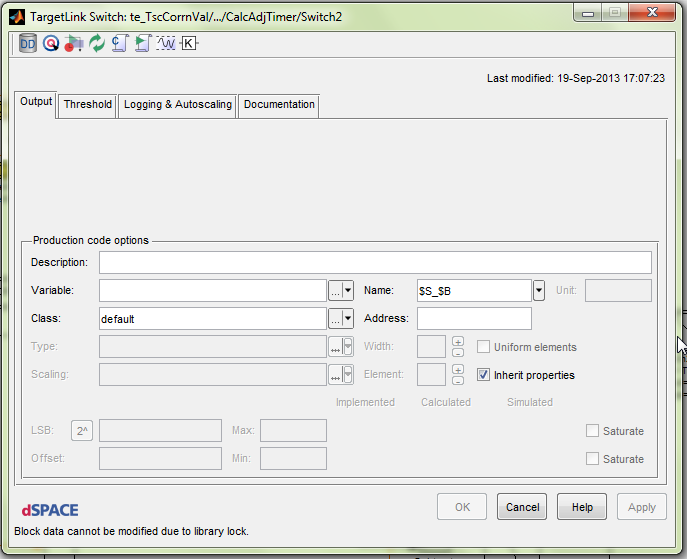 TargetLink Switch: te_TscCorrnVal/.../CalcAdjTimer/Switch2
DD
K
Last modified: 19-Sep-2013 17:07:23
Output Threshold Logging & Autoscaling Documentation
Production code options
Description:
Variable: ... Name: $S_$B Unit:
Class: default ... Address:
Type: ... Width: + - Uniform elements
Scaling: ... Element: + - Inherit properties
Implemented Calculated Simulated
LSB: 2^ Max: Saturate
Offset: Min: Saturate
dSPACE OK Cancel Help Apply
Block data cannot be modified due to library lock.